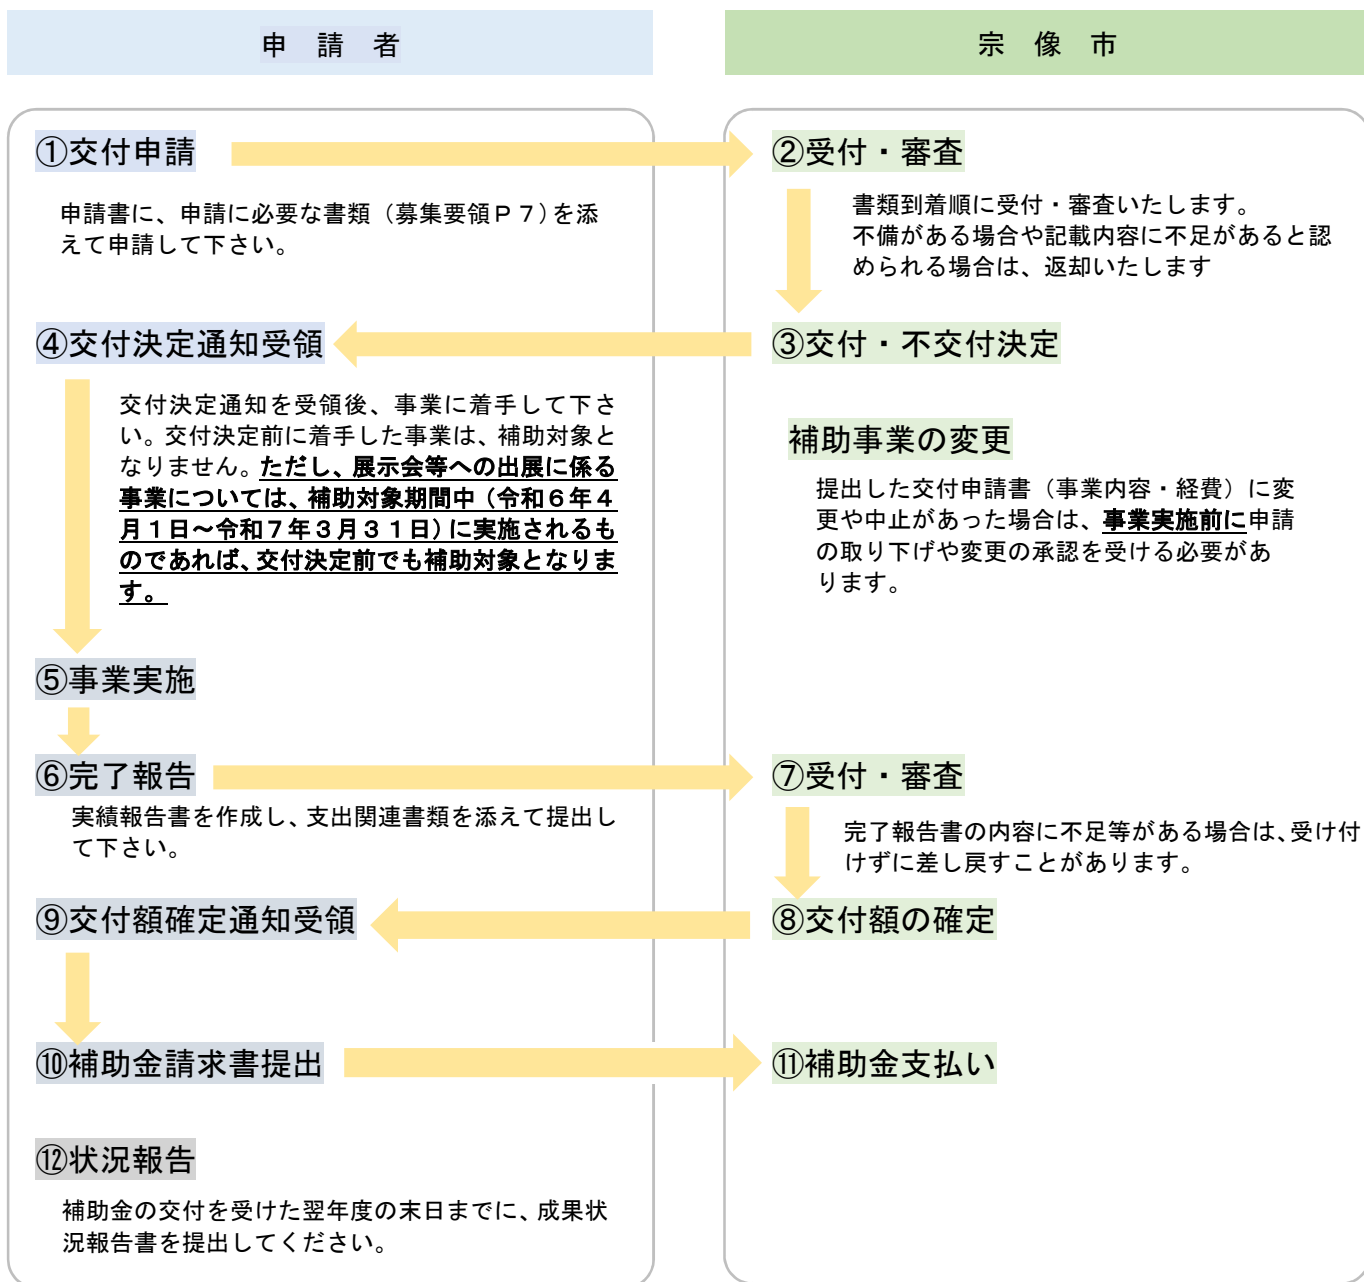 申 請 者
宗 像 市
①交付申請
申請書に、申請に必要な書類（募集要領Ｐ７）を添
えて申請して下さい。
②受付・審査
書類到着順に受付・審査いたします。
不備がある場合や記載内容に不足があると認
められる場合は、返却いたします
④交付決定通知受領
③交付・不交付決定
交付決定通知を受領後、事業に着手して下さ
い。交付決定前に着手した事業は、補助対象と
なりません。ただし、展示会等への出展に係る
事業については、補助対象期間中（令和６年４
月１日～令和７年３月３１日）に実施されるも
のであれば、交付決定前でも補助対象となりま
す。
補助事業の変更
提出した交付申請書（事業内容・経費）に変
更や中止があった場合は、事業実施前に申請
の取り下げや変更の承認を受ける必要があ
ります。
⑤事業実施
⑥完了報告
実績報告書を作成し、支出関連書類を添えて提出し
て下さい。
⑦受付・審査
完了報告書の内容に不足等がある場合は、受け付
けずに差し戻すことがあります。
⑨交付額確定通知受領
⑧交付額の確定
⑩補助金請求書提出
⑪補助金支払い
⑫状況報告
補助金の交付を受けた翌年度の末日までに、成果状
況報告書を提出してください。